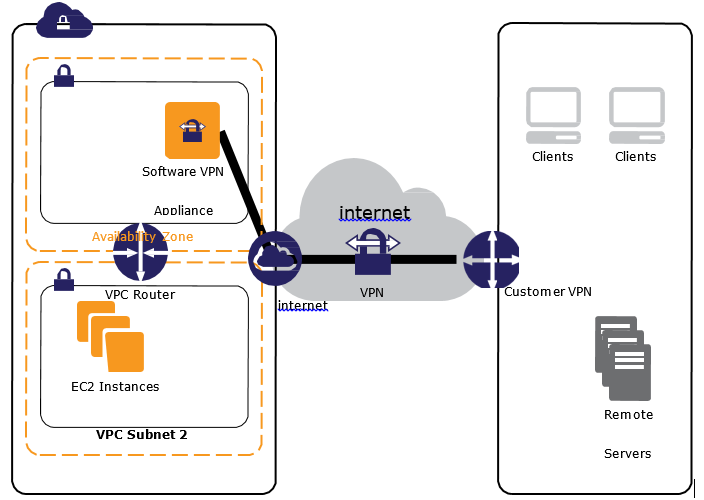 Software VPN
Appliance
Availability Zone
VPC Router
EC2 Instances
VPC Subnet 2
internet
VPN
internet
Clients
Clients
Customer VPN
Remote
Servers